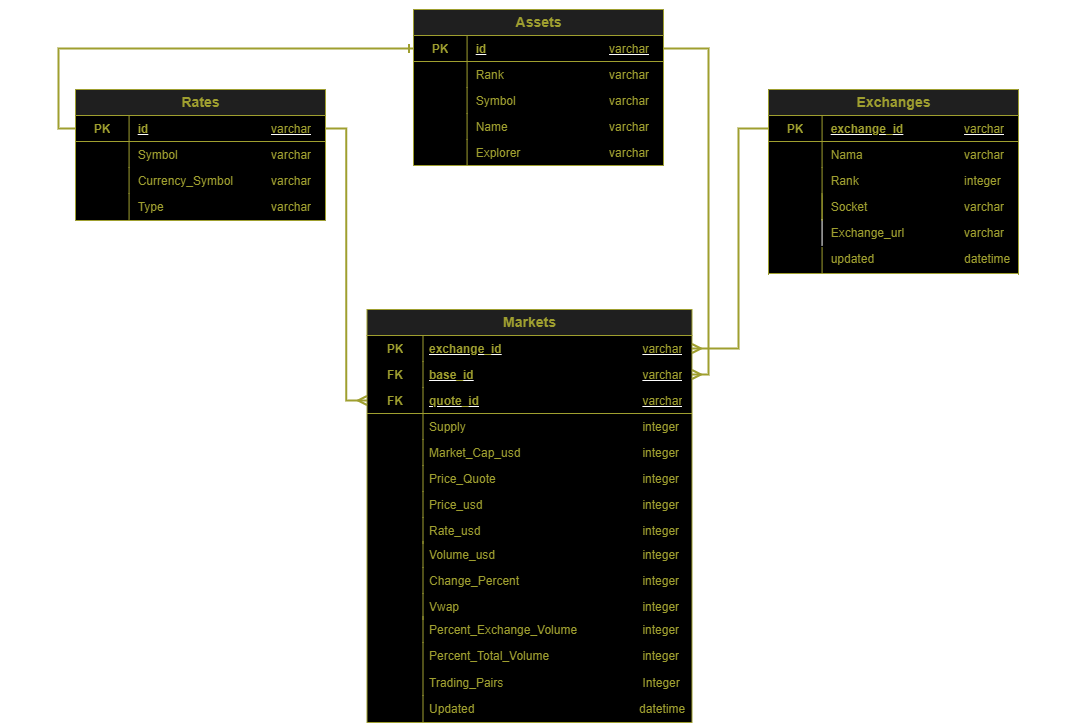 Assets
PK id varchar
Rank varchar
Symbol varchar
Name varchar
Explorer varchar
Rates
PK id varchar
Symbol varchar
Currency_Symbol varchar
Type varchar
Exchanges
PK exchange_id varchar
Nama varchar
Rank integer
Socket varchar
Exchange_url varchar
updated datetime
Markets
PK exchange_id varchar
FK base_id varchar
FK quote_id varchar
Supply integer
Market_Cap_usd integer
Price_Quote integer
Price_usd integer
Rate_usd integer
Volume_usd integer
Change_Percent integer
Vwap integer
Percent_Exchange_Volume integer
Percent_Total_Volume integer
Trading_Pairs Integer
Updated datetime